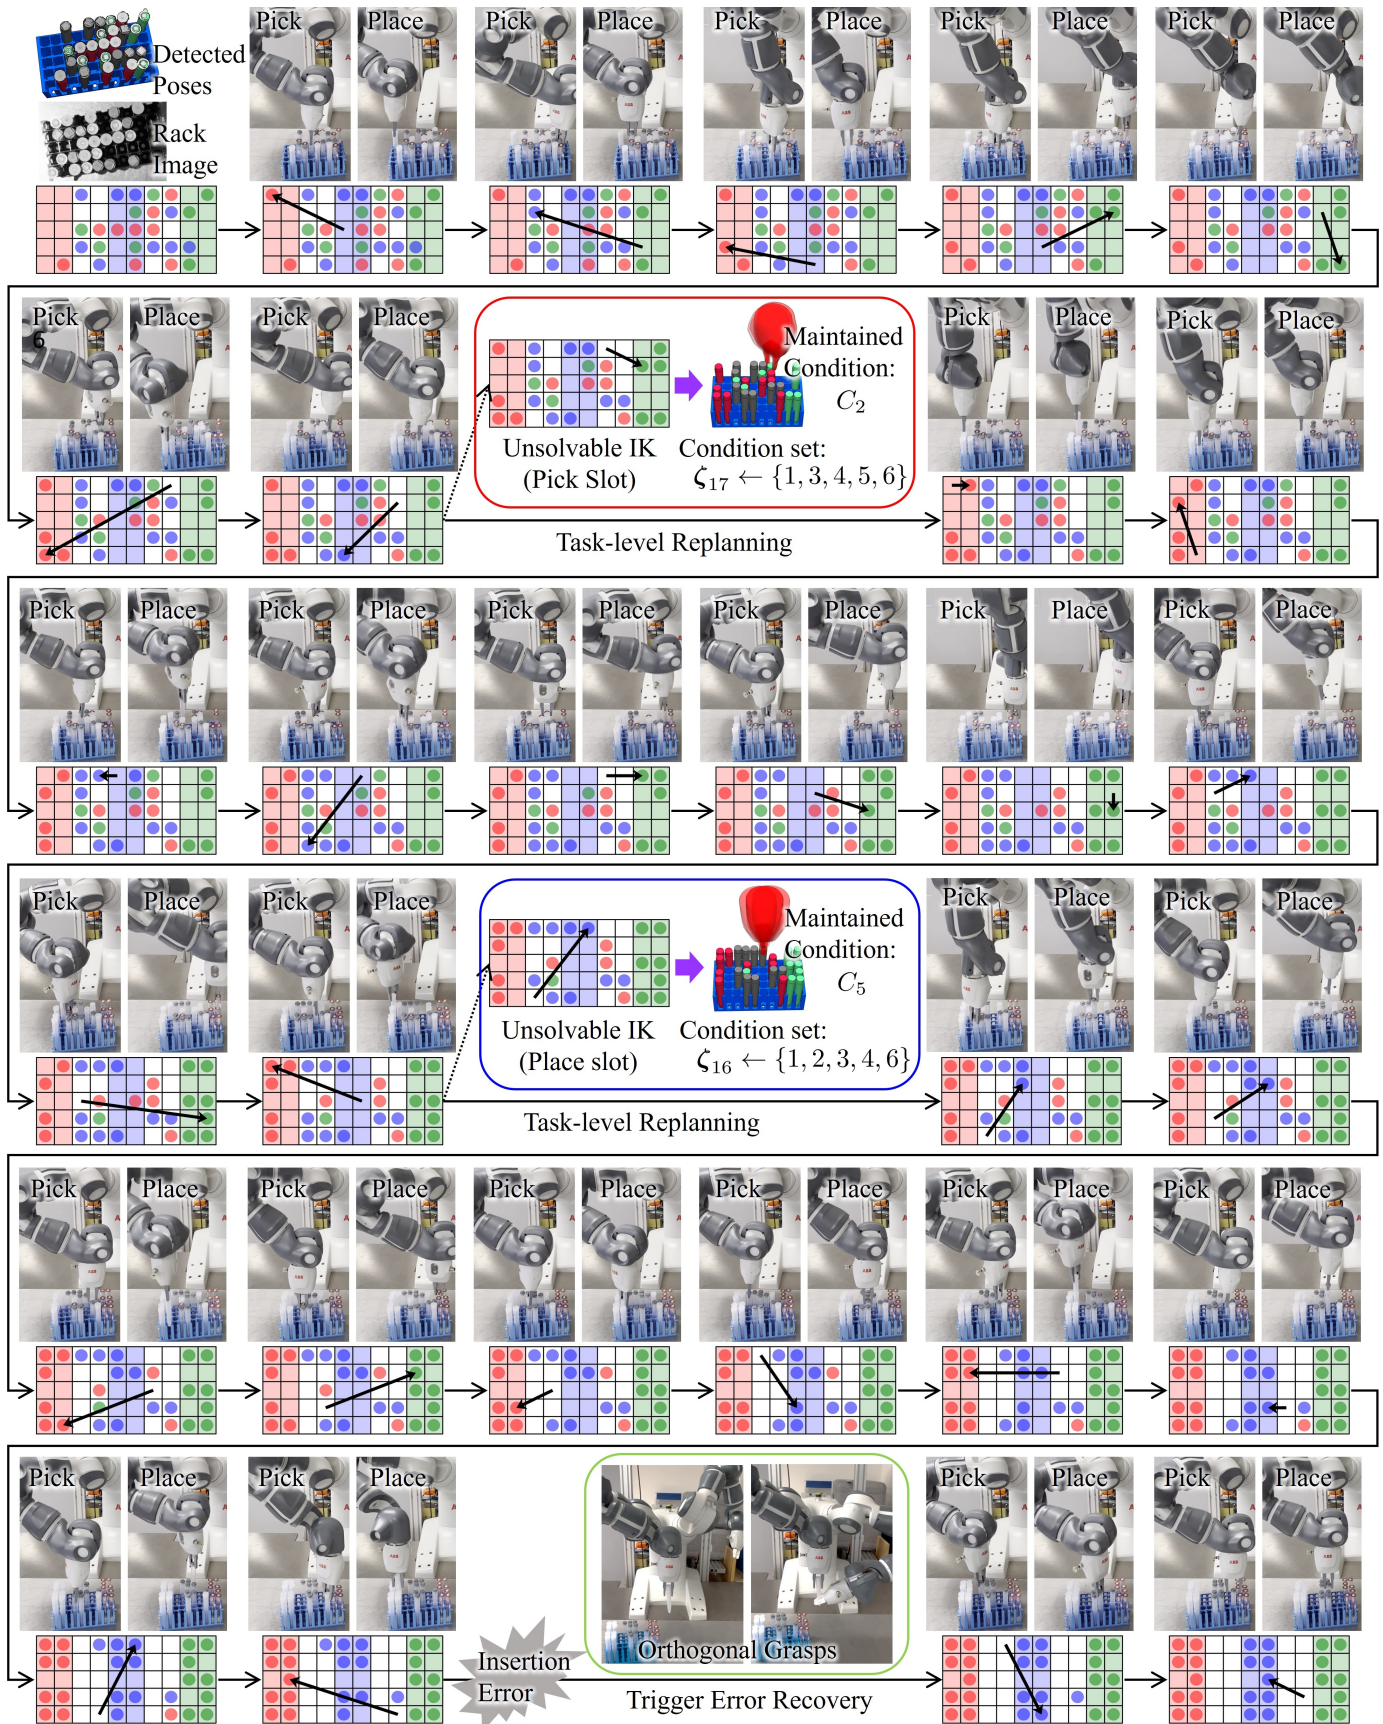 Detected
Poses
Rack
Image
Pick Place
Pick Place
Pick Place
Pick Place
Pick Place
Pick Place
6
Pick Place
Maintained
Condition:
C2
Unsolvable IK
(Pick Slot)
Condition set:
ζ17 ← {1, 3, 4, 5, 6}
Task-level Replanning
Pick Place
Pick Place
Pick Place
Pick Place
Pick Place
Pick Place
Pick Place
Pick Place
Pick Place
Pick Place
Maintained
Condition:
C5
Unsolvable IK
(Place slot)
Condition set:
ζ16 ← {1, 2, 3, 4, 6}
Task-level Replanning
Pick Place
Pick Place
Pick Place
Pick Place
Pick Place
Pick Place
Pick Place
Pick Place
Pick Place
Pick Place
Insertion
Error
Orthogonal Grasps
Trigger Error Recovery
Pick Place
Pick Place